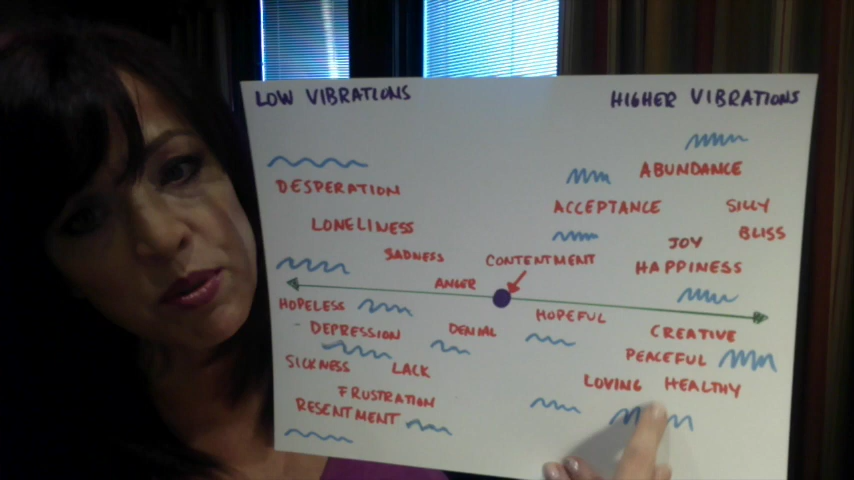 LOW VIBRATIONS
HIGHER VIBRATIONS
DESPERATION
LONELINESS
SADNESS
ANGER
CONTENTMENT
ABUNDANCE
ACCEPTANCE
SILLY
BLISS
JOY
HAPPINESS
HOPELESS
DEPRESSION
DENIAL
SICKNESS
LACK
FRUSTRATION
RESENTMENT
HOPEFUL
CREATIVE
PEACEFUL
LOVING HEALTHY